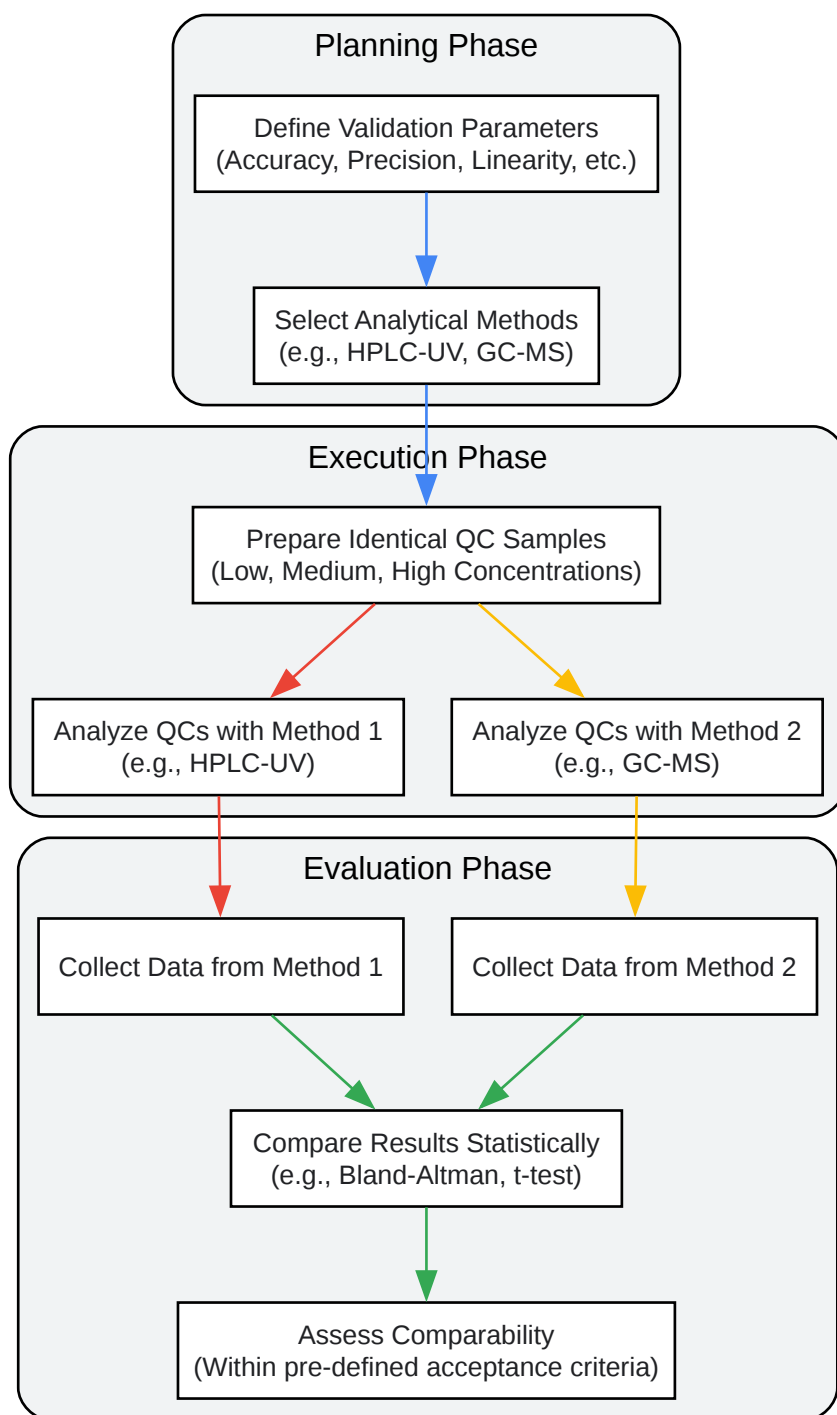 Planning Phase
Define Validation Parameters
(Accuracy, Precision, Linearity, etc.)
Select Analytical Methods
(e.g., HPLC-UV, GC-MS)
Execution Phase
Prepare Identical QC Samples
(Low, Medium, High Concentrations)
Analyze QCs with Method 1
(e.g., HPLC-UV)
Analyze QCs with Method 2
(e.g., GC-MS)
Evaluation Phase
Collect Data from Method 1
Collect Data from Method 2
Compare Results Statistically
(e.g., Bland-Altman, t-test)
Assess Comparability
(Within pre-defined acceptance criteria)